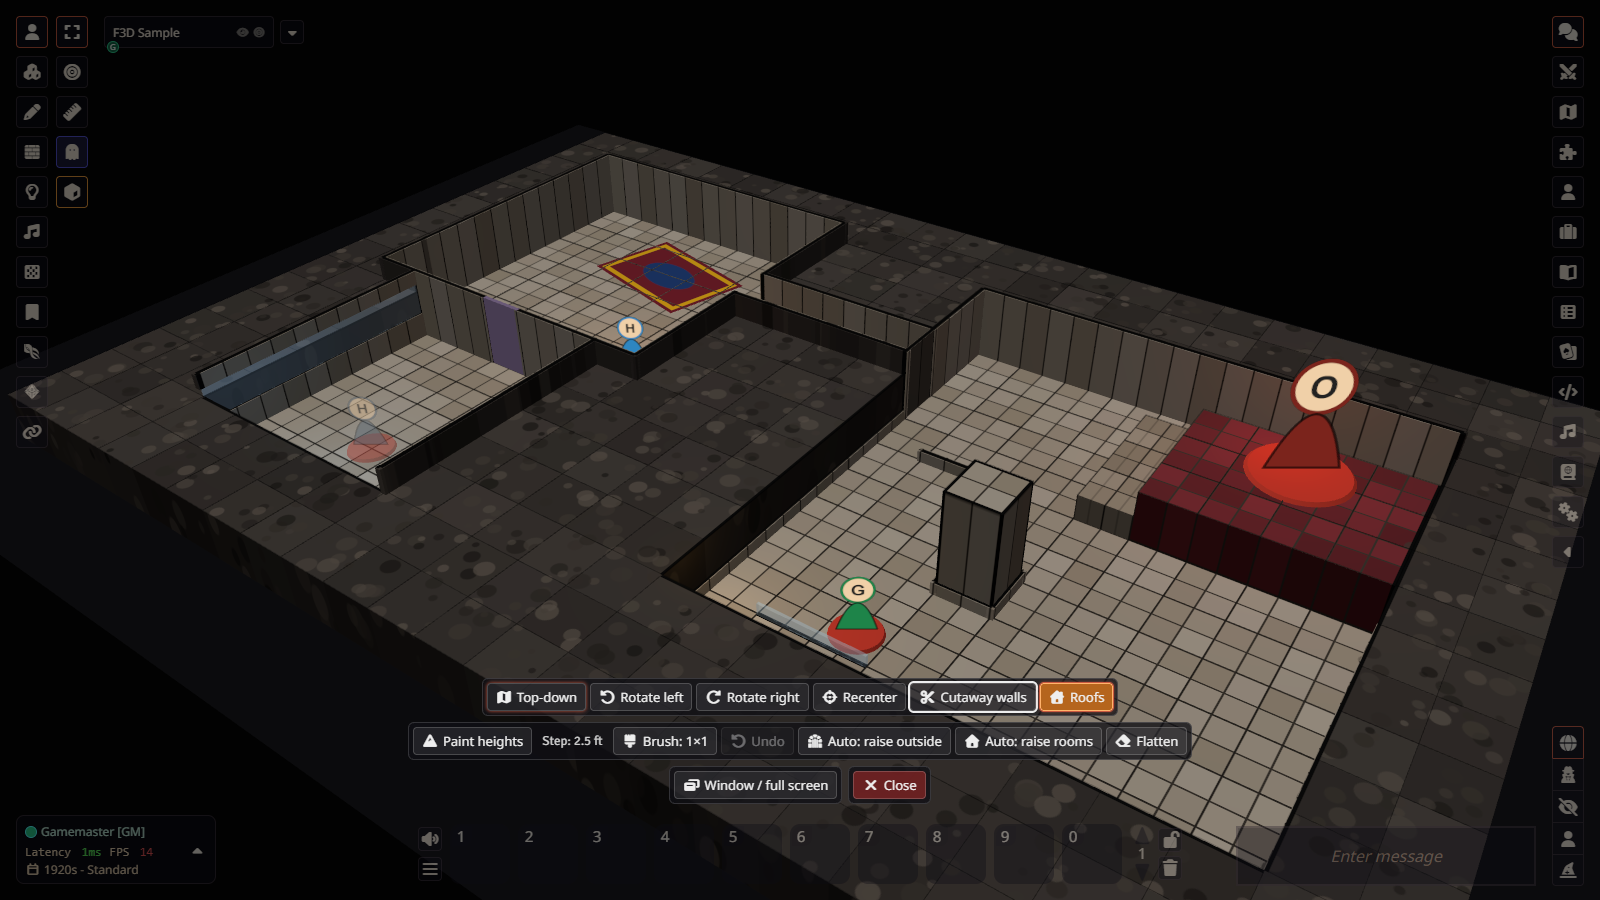 F3D Sample
G
H
H
O
G
Top-down
Rotate left
Rotate right
Recenter
Cutaway walls
Roofs
Paint heights
Step: 2.5 ft
Brush: 1×1
Undo
Auto: raise outside
Auto: raise rooms
Flatten
Window / full screen
Close
Gamemaster [GM]
Latency 1ms FPS 14
1920s - Standard
1 2 3 4 5 6 7 8 9 0
1
Enter message